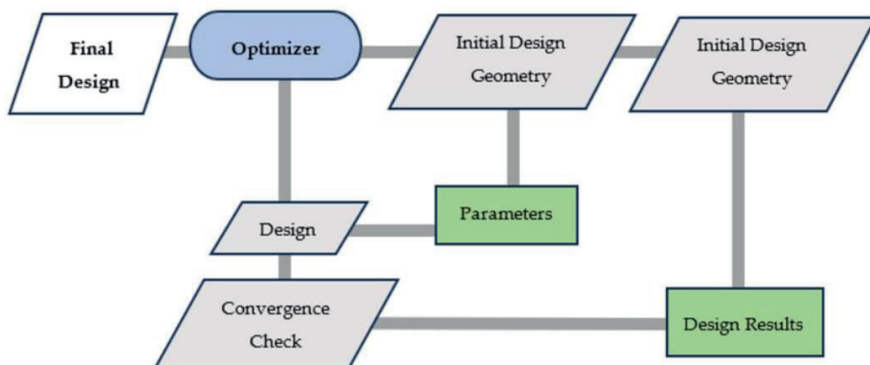 Final
Design
Optimizer
Initial Design
Geometry
Initial Design
Geometry
Parameters
Design
Convergence
Check
Design Results